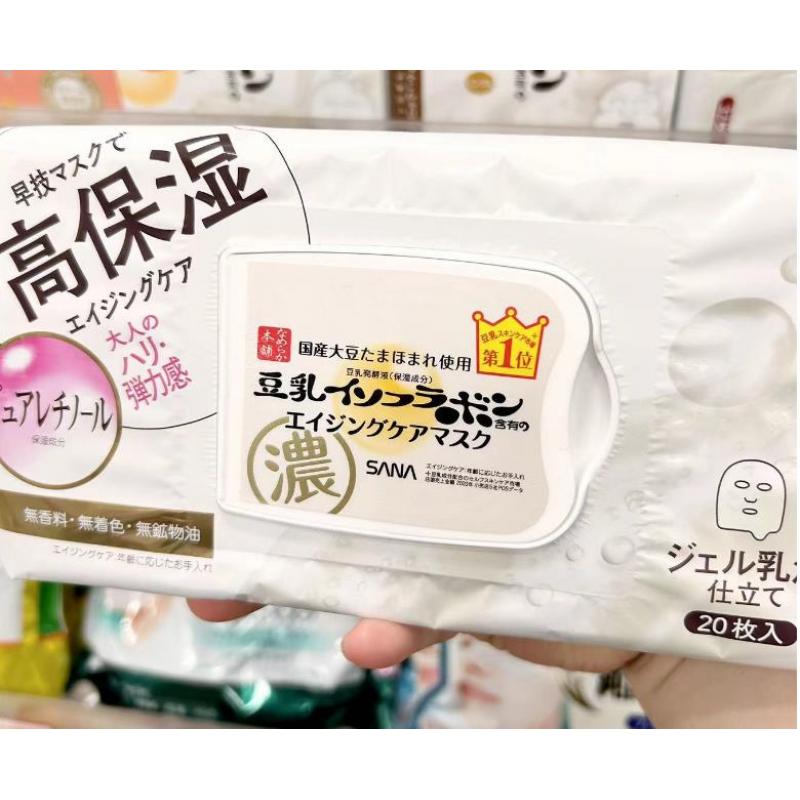 早技マスクで
高保湿
エイジングケア
大人の
ハリ・
弾力感
ュアレチノール
保湿成分
無香料・無着色・無鉱物油
エイジングケア:年齢に応じたお手入れ
なめらか
本舗
国産大豆たまほまれ使用
豆乳発酵液(保湿成分)
豆乳イソフラボン
含有の
エイジングケアマスク
濃
SANA
豆乳スキンケア市場
第1位
エイジングケア:年齢に応じたお手入れ
ジェル乳
仕立て
20枚入